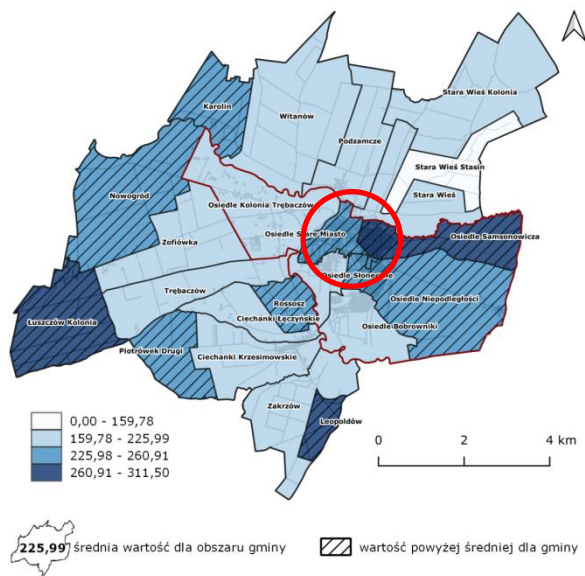 Stara Wieś Kolonia
Karolin
Witanów
Podzamcze
Stara Wieś Stasin
Nowogród
Stara Wieś
Osiedle Kolonia Trębaczów
Osiedle Stare Miasto
Osiedle Samsonowicza
Zofiówka
Osiedle Słoneczne
Trębaczów
Osiedle Niepodległości
Rossosz
Łuszczów Kolonia
Ciechanki Łęczyńskie
Osiedle Bobrowniki
Piotrówek Drugi
Ciechanki Krzesimowskie
Zakrzów
Leopoldów
0,00 - 159,78
159,78 - 225,99
225,98 - 260,91
260,91 - 311,50
0 2 4 km
225,99 średnia wartość dla obszaru gminy
wartość powyżej średniej dla gminy